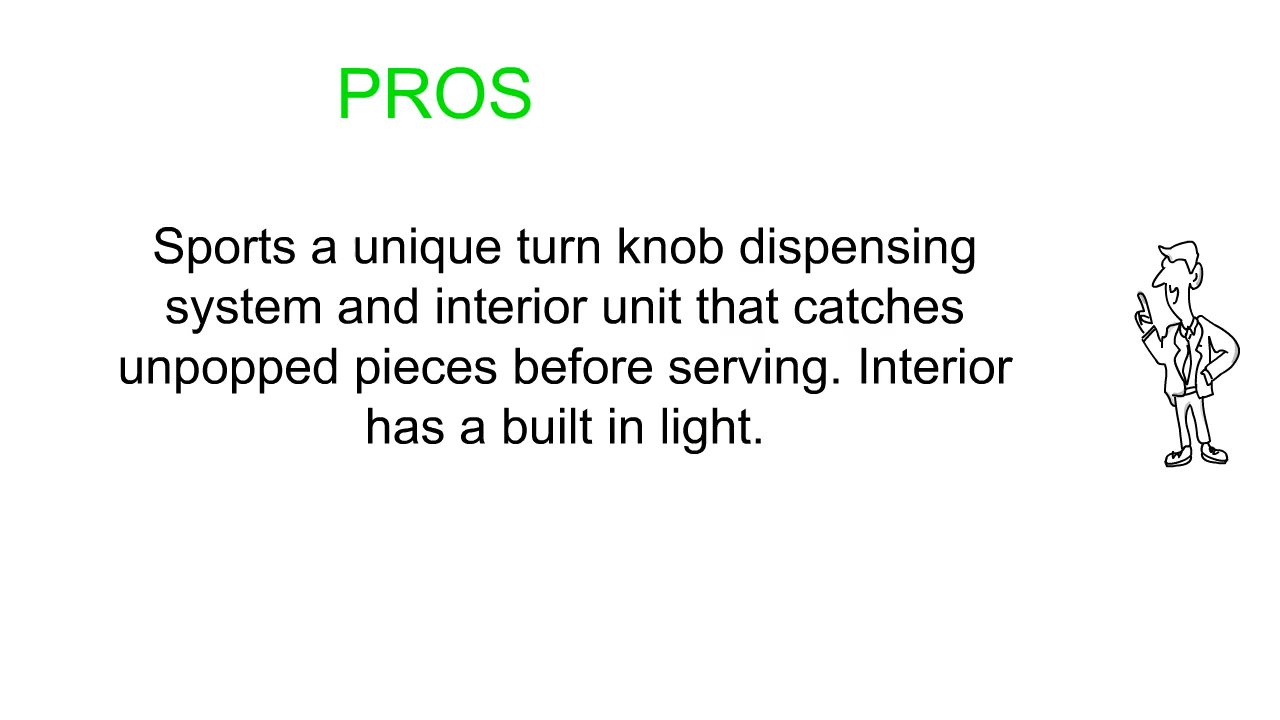 PROS
Sports a unique turn knob dispensing
system and interior unit that catches
unpopped pieces before serving. Interior
has a built in light.